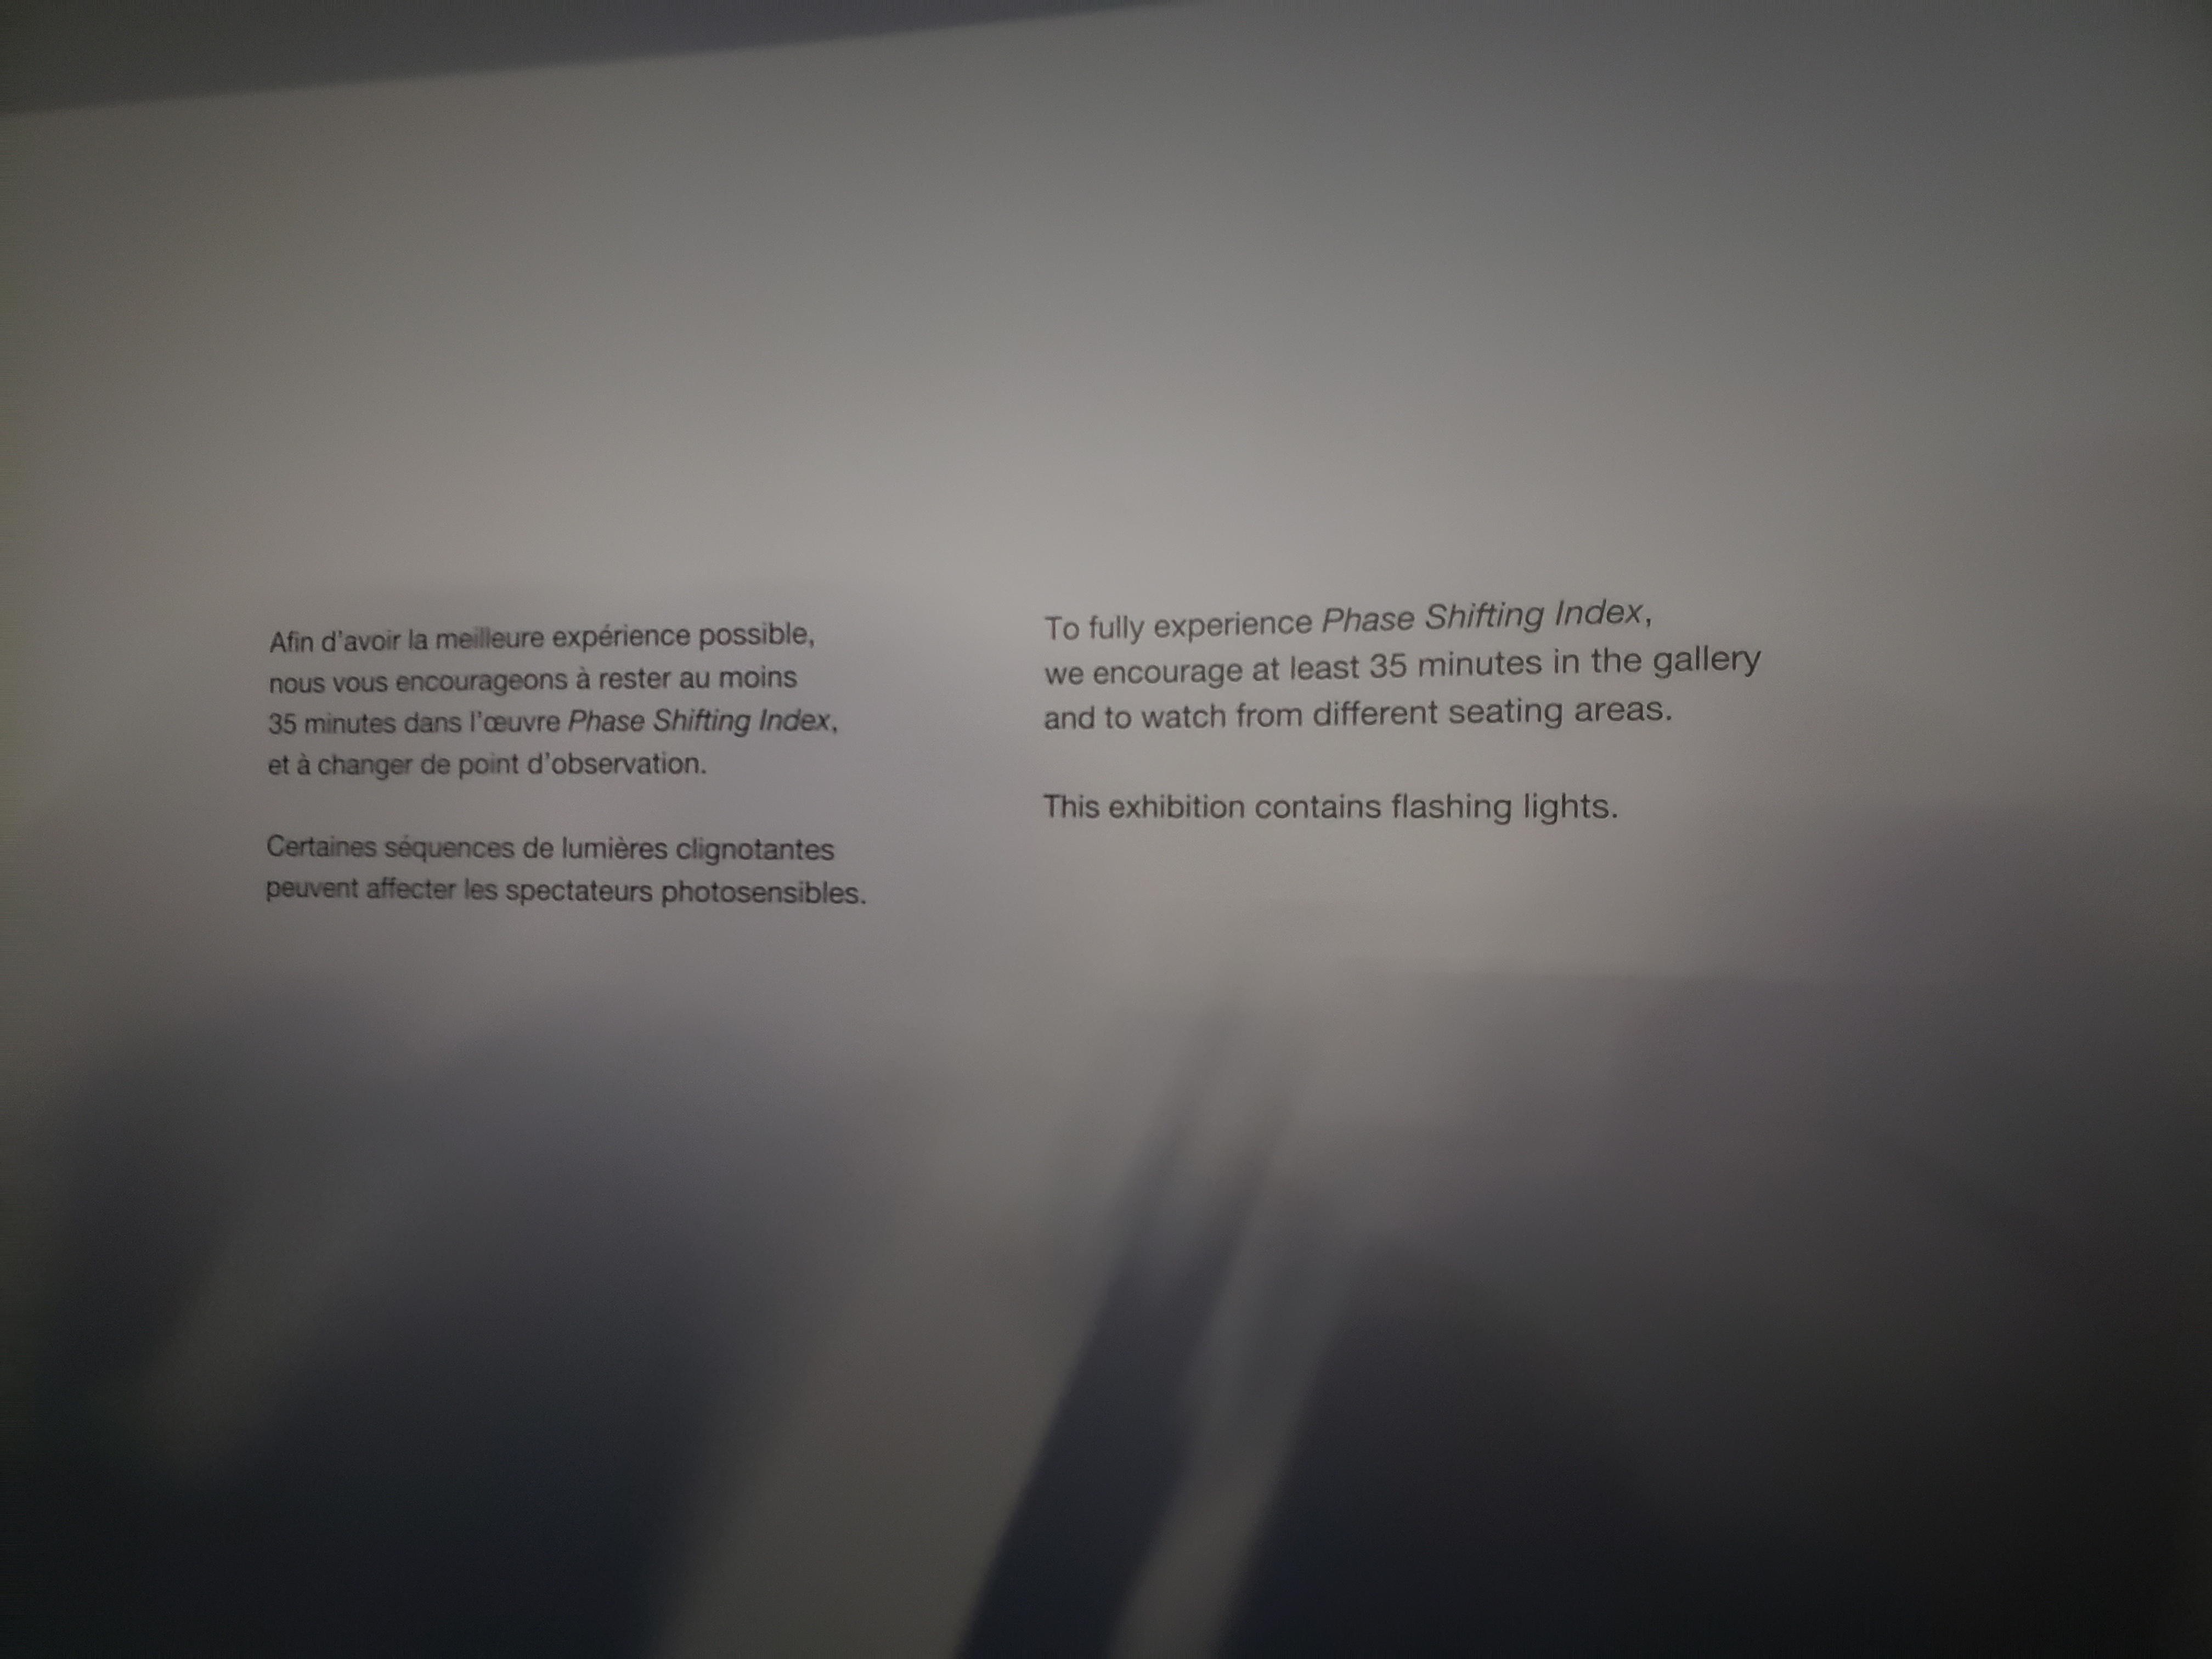 Afin d'avoir la meilleure expérience possible,
nous vous encourageons à rester au moins
35 minutes dans l'œuvre Phase Shifting Index,
et à changer de point d'observation.
Certaines séquences de lumières clignotantes
peuvent affecter les spectateurs photosensibles.
To fully experience Phase Shifting Index,
we encourage at least 35 minutes in the gallery
and to watch from different seating areas.
This exhibition contains flashing lights.